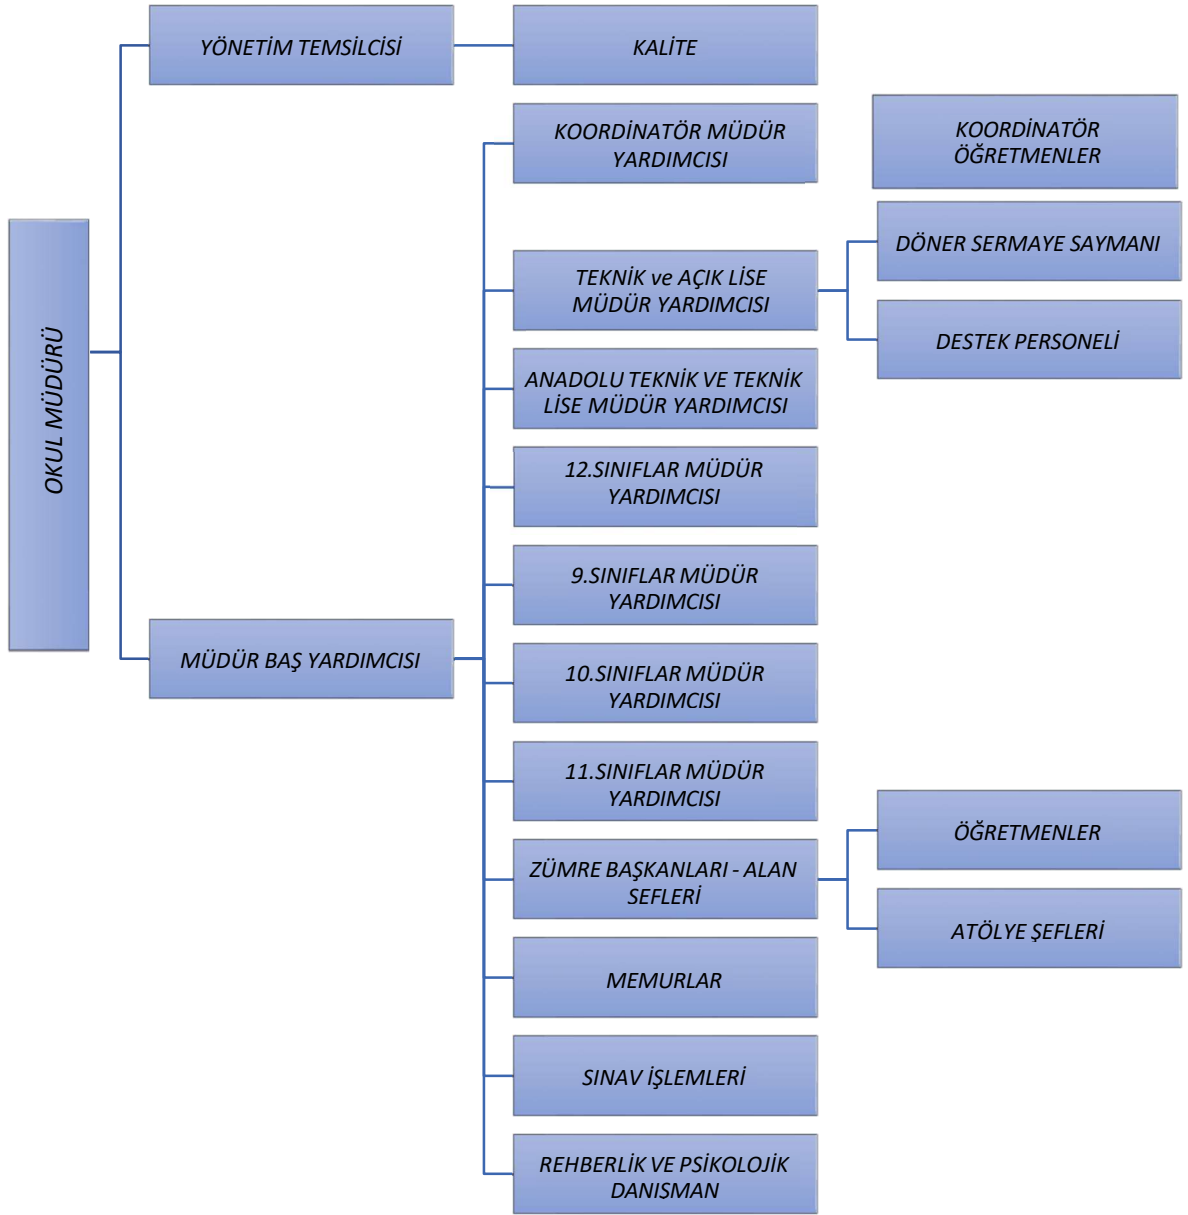 YÖNETİM TEMSİLCİSİ
KALİTE
KOORDİNATÖR MÜDÜR
YARDIMCISI
KOORDİNATÖR
ÖĞRETMENLER
OKUL MÜDÜRÜ
TEKNİK ve AÇIK LİSE
MÜDÜR YARDIMCISI
DÖNER SERMAYE SAYMANI
DESTEK PERSONELİ
ANADOLU TEKNİK VE TEKNİK
LİSE MÜDÜR YARDIMCISI
12.SINIFLAR MÜDÜR
YARDIMCISI
9.SINIFLAR MÜDÜR
YARDIMCISI
MÜDÜR BAŞ YARDIMCISI
10.SINIFLAR MÜDÜR
YARDIMCISI
11.SINIFLAR MÜDÜR
YARDIMCISI
ZÜMRE BAŞKANLARI - ALAN
SEFLERİ
ÖĞRETMENLER
ATÖLYE ŞEFLERİ
MEMURLAR
SINAV İŞLEMLERİ
REHBERLİK VE PSİKOLOJİK
DANISMAN